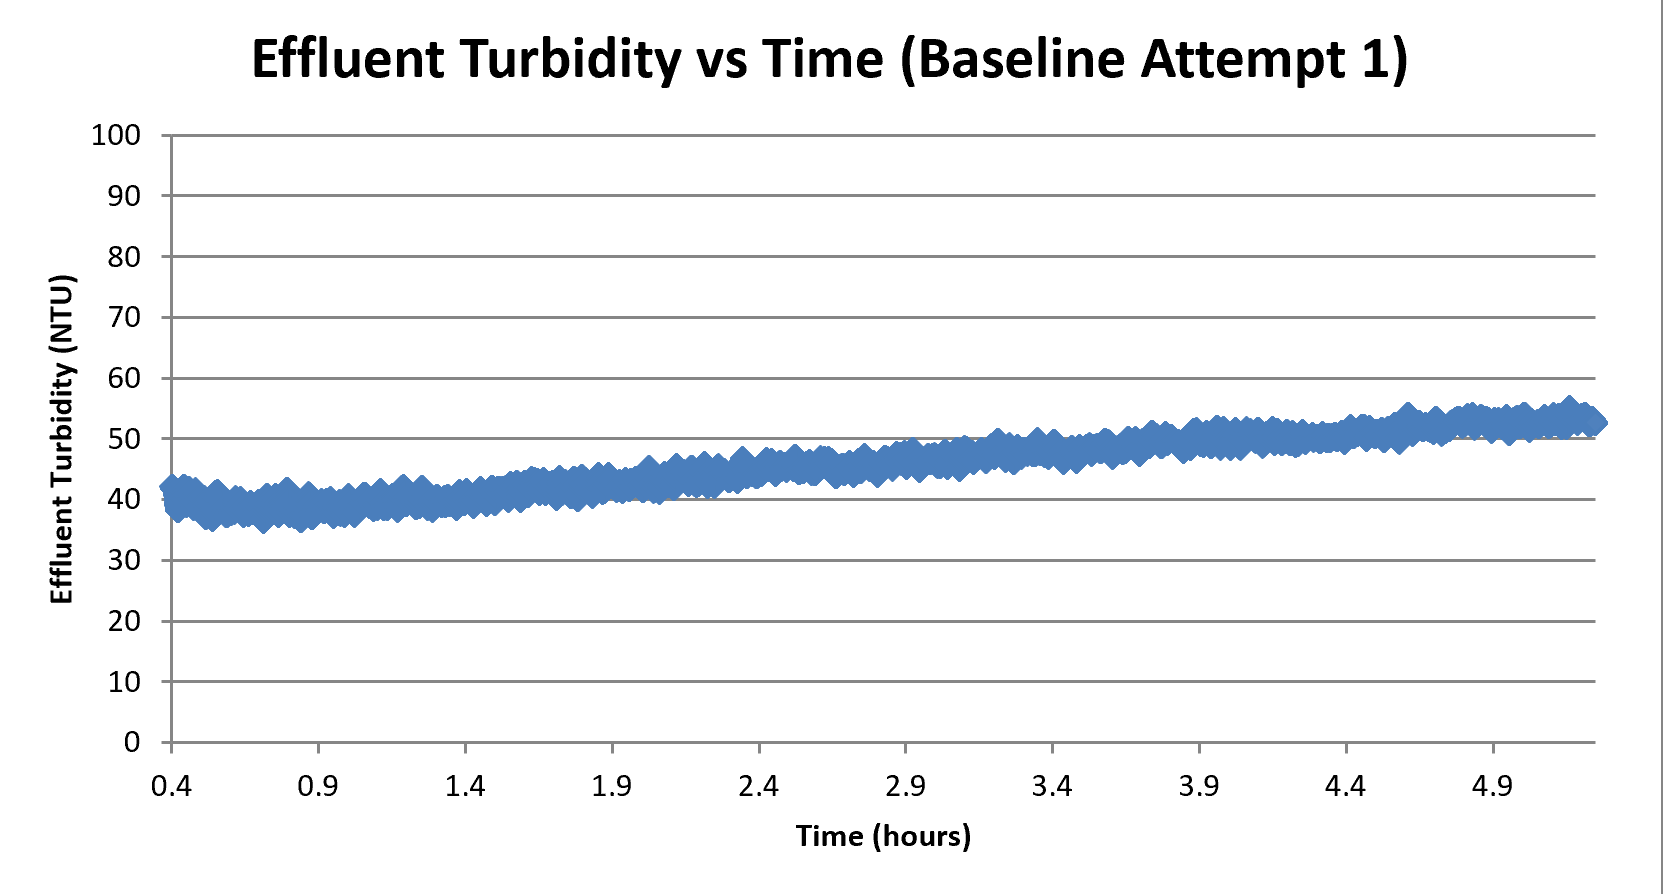 Effluent Turbidity vs Time (Baseline Attempt 1)
100
90
80
70
60
50
40
30
20
10
0
Effluent Turbidity (NTU)
0.4 0.9 1.4 1.9 2.4 2.9 3.4 3.9 4.4 4.9
Time (hours)